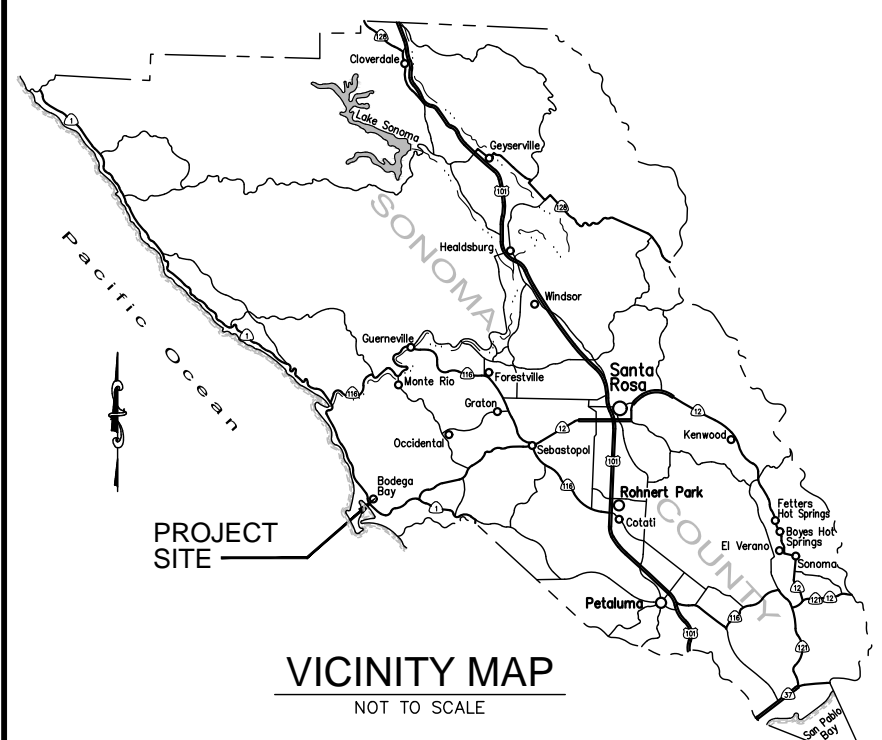 128
Cloverdale
1
Lake Sonoma
Geyserville
101
128
SONOMA
Pacific Ocean
Healdsburg
Windsor
1
Guerneville
116
Forestville
Santa
Rosa
116
Monte Rio
Graton
12
12
Kenwood
Occidental
Sebastopol
101
Bodega
Bay
116
Rohnert Park
Cotati
COUNTY
Fetters
Hot Springs
Boyes Hot
Springs
El Verano
Sonoma
1
PROJECT
SITE
12
121
12
Petaluma
116
101
121
VICINITY MAP
NOT TO SCALE
37
San Pablo
Bay